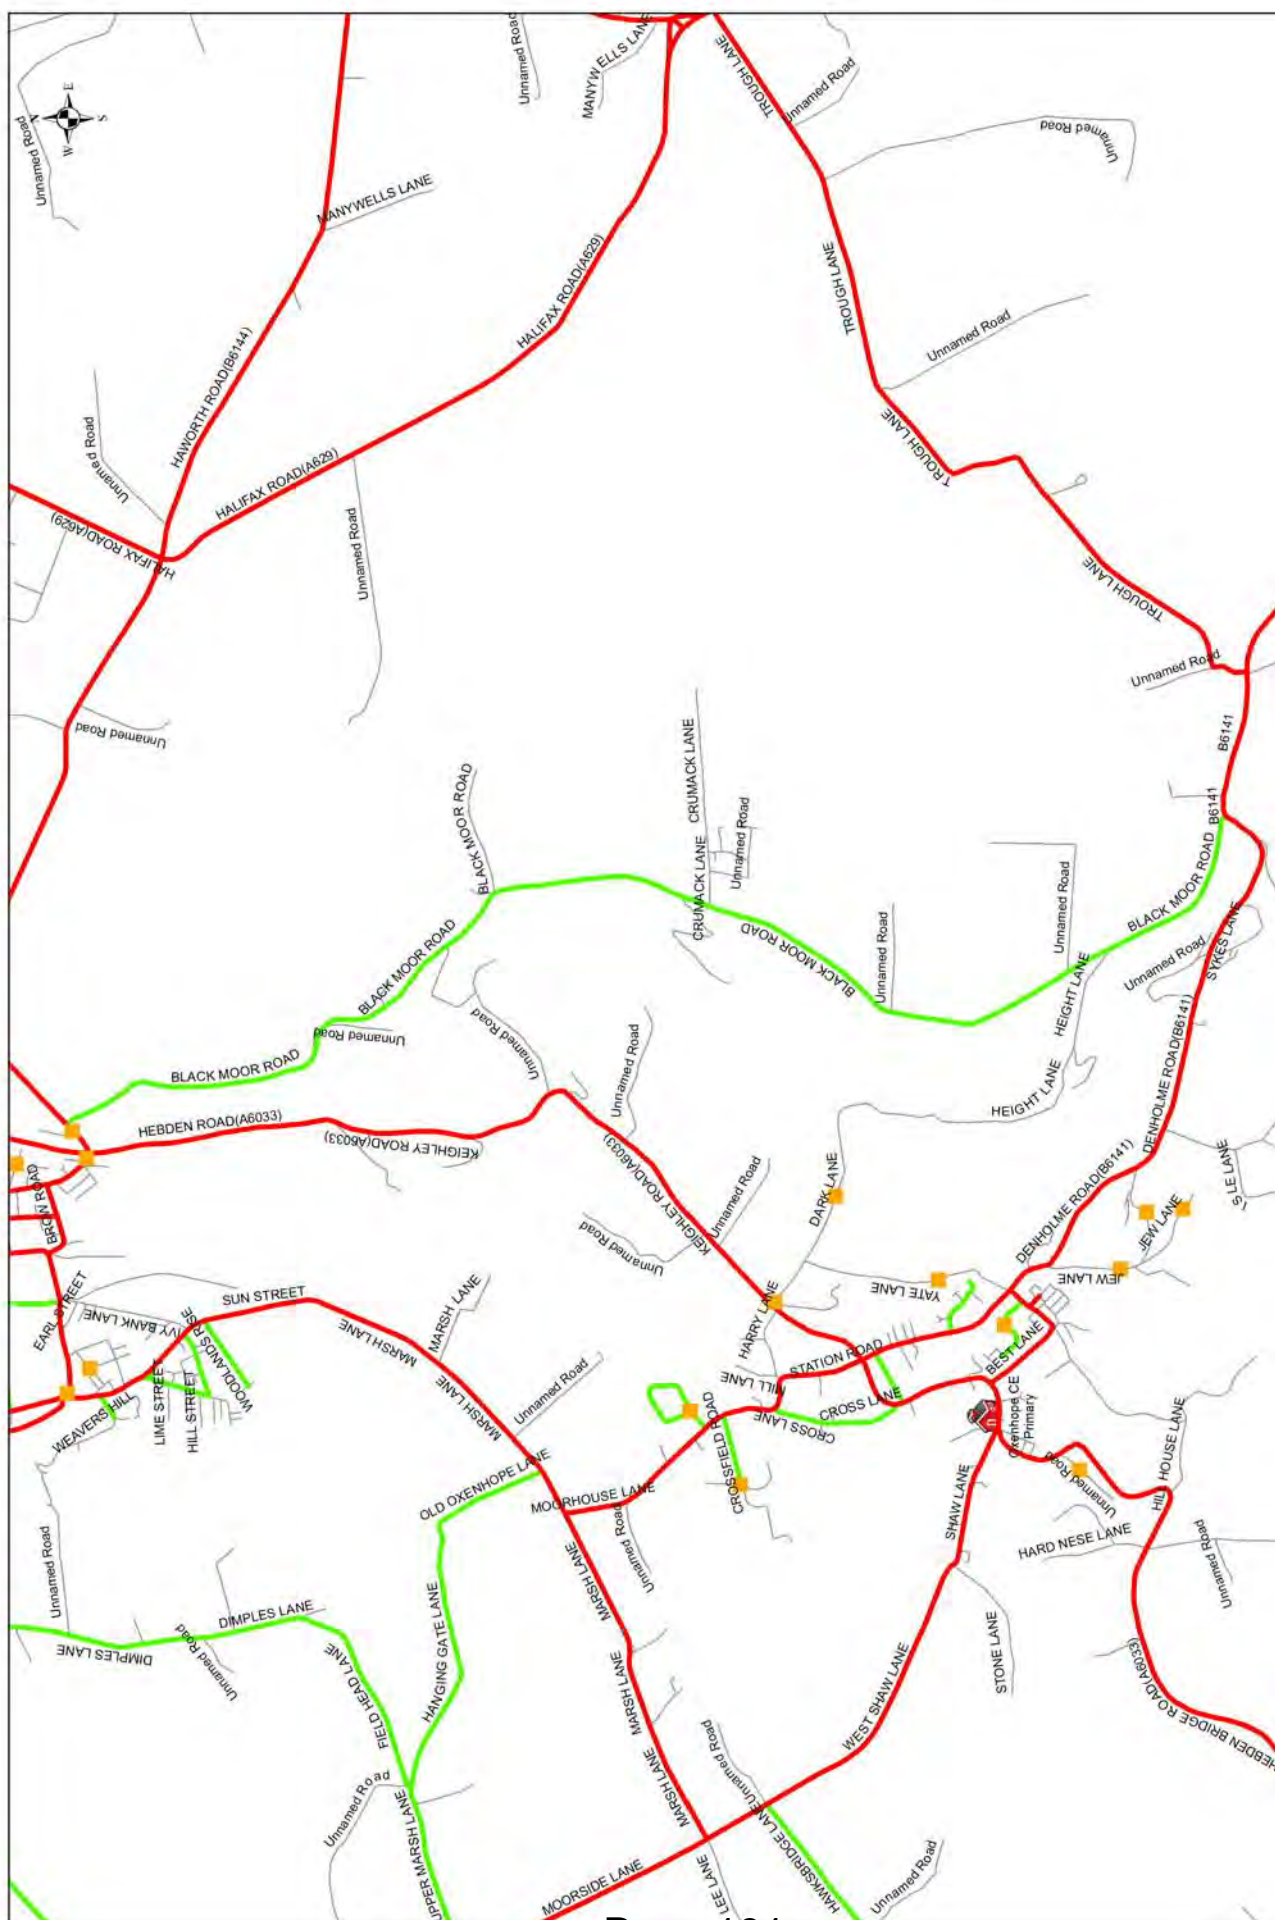 Unnamed Road
MANYWELLS LANE
TROUGH LANE
Unnamed Road
Unnamed Road
N
E
S
W
Unnamed Road
MANYWELLS LANE
HALIFAX ROAD(A629)
TROUGH LANE
Unnamed Road
HAWORTH ROAD(B6144)
Unnamed Road
TROUGH LANE
HALIFAX ROAD(A629)
HALIFAX ROAD(A629)
Unnamed Road
TROUGH LANE
Unnamed Road
Unnamed Road
B6141
CRUMACK LANE
BLACK MOOR ROAD
B6141
Unnamed Road
CRUMACK LANE
BLACK MOOR ROAD
Unnamed Road
BLACK MOOR ROAD
Unnamed Road
BLACK MOOR ROAD
Unnamed Road
SYKES LANE
HEIGHT LANE
Unnamed Road
Unnamed Road
BLACK MOOR ROAD
Unnamed Road
HEIGHT LANE
DENHOLME ROAD(B6141)
HEBDEN ROAD(A6033)
KEIGHLEY ROAD(A6033)
KEIGHLEY ROAD(A6033)
Unnamed Road
DARK LANE
DENHOLME ROAD(B6141)
ISLE LANE
BROW ROAD
Unnamed Road
KEIGHLEY ROAD(A6033)
JEW LANE
JEW LANE
YATE LANE
EARL STREET
IVY BANK LANE
SUN STREET
MARSH LANE
MARSH LANE
HARRY LANE
WOODLANDS RISE
STATION ROAD
BEST LANE
MILL LANE
WEAVERS HILL
LIME STREET
HILL STREET
WOODLANDS
MARSH LANE
Unnamed Road
CROSS LANE
CROSS LANE
CROSSFIELD ROAD
Oxenhope CE
Primary
Unnamed Road
HILL HOUSE LANE
OLD OXENHOPE LANE
MOORHOUSE LANE
SHAW LANE
HARD NESE LANE
Unnamed Road
Unnamed Road
Unnamed Road
MARSH LANE
DIMPLES LANE
DIMPLES LANE
Unnamed Road
HANGING GATE LANE
FIELD HEAD LANE
STONE LANE
MARSH LANE
WEST SHAW LANE
HEBDEN BRIDGE ROAD(A6033)
HEBDEN
Unnamed Road
Unnamed Road
MARSH LANE
UPPER MARSH LANE
HAWKSBRIDGE LANE
MOORSIDE LANE
LEE LANE
Unnamed Road